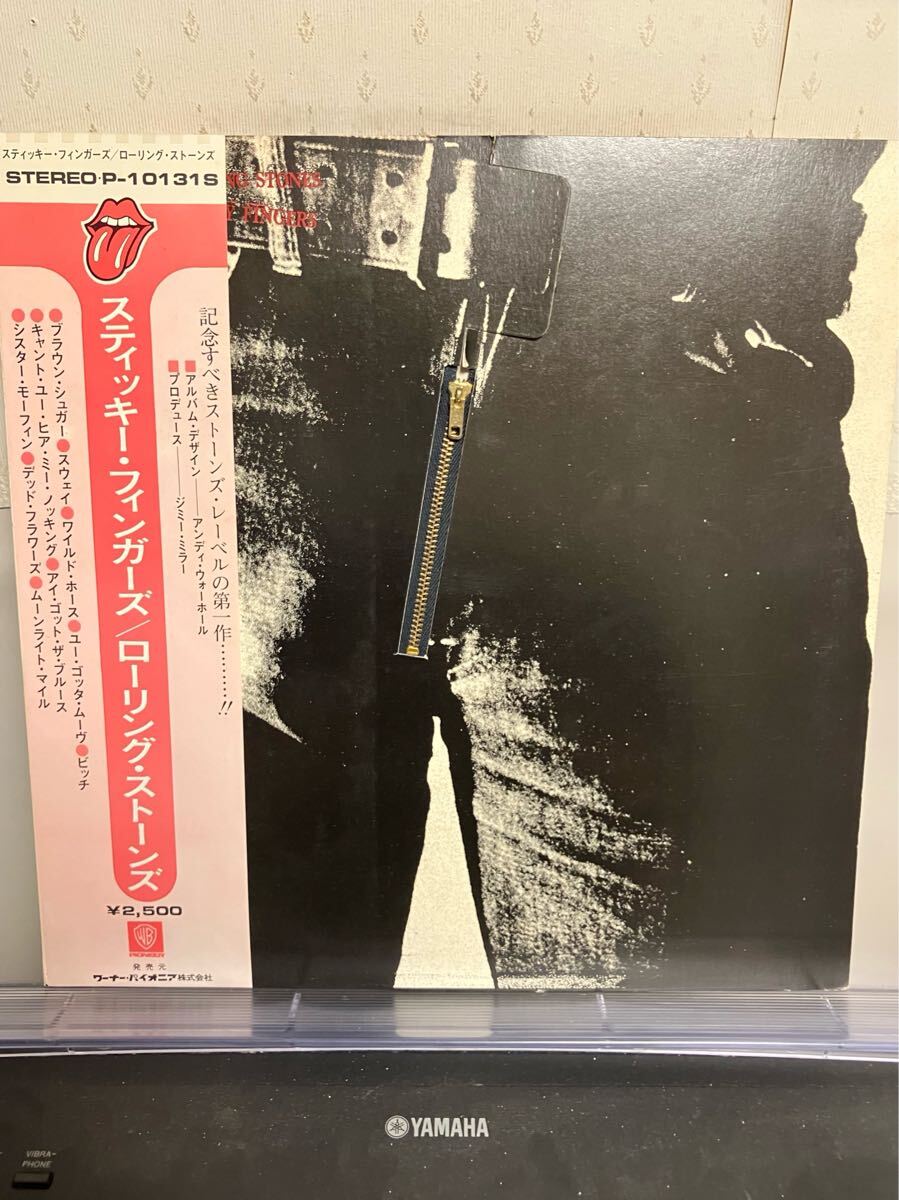 スティッキー・フィンガーズ/ローリング・ストーンズ
STEREO・P-10131S
スティッキー・フィンガーズ/ローリング・ストーンズ
記念すべきストーンズ・レーベルの第一作………!!
■アルバム・デザイン——アンディ・ウォーホール
■プロデュース——ジミー・ミラー
●ブラウン・シュガー●スウェイ●ワイルド・ホース●ユー・ゴッタ・ムーヴ●ビッチ
●キャント・ユー・ヒア・ミー・ノッキング●アイ・ゴット・ザ・ブルース
●シスター・モーフィン●デッド・フラワーズ●ムーンライト・マイル
¥2,500
WB
PIONEER
発売元
ワーナー・パイオニア株式会社
NG STONES
Y FINGERS
YAMAHA
VIBRA-
PHONE